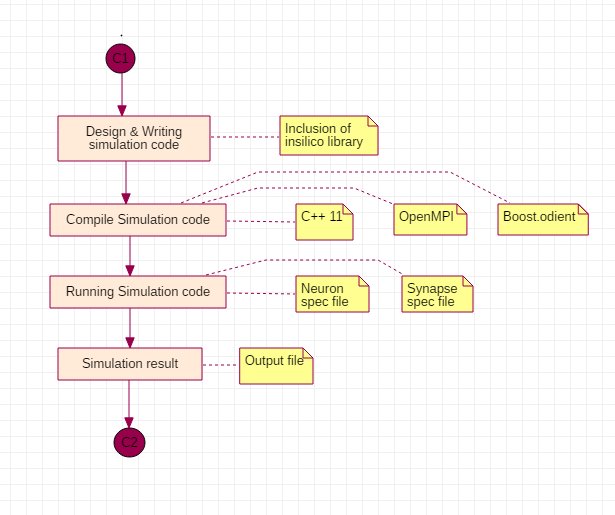 C1
Design & Writing
simulation code
Inclusion of
insilico library
Compile Simulation code
C++ 11
OpenMPI
Boost.odient
Running Simulation code
Neuron
spec file
Synapse
spec file
Simulation result
Output file
C2